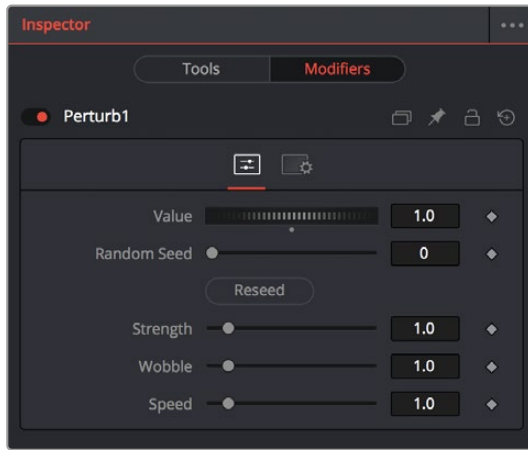 Inspector
Tools Modifiers
Perturb1
Value 1.0
Random Seed 0
Reseed
Strength 1.0
Wobble 1.0
Speed 1.0